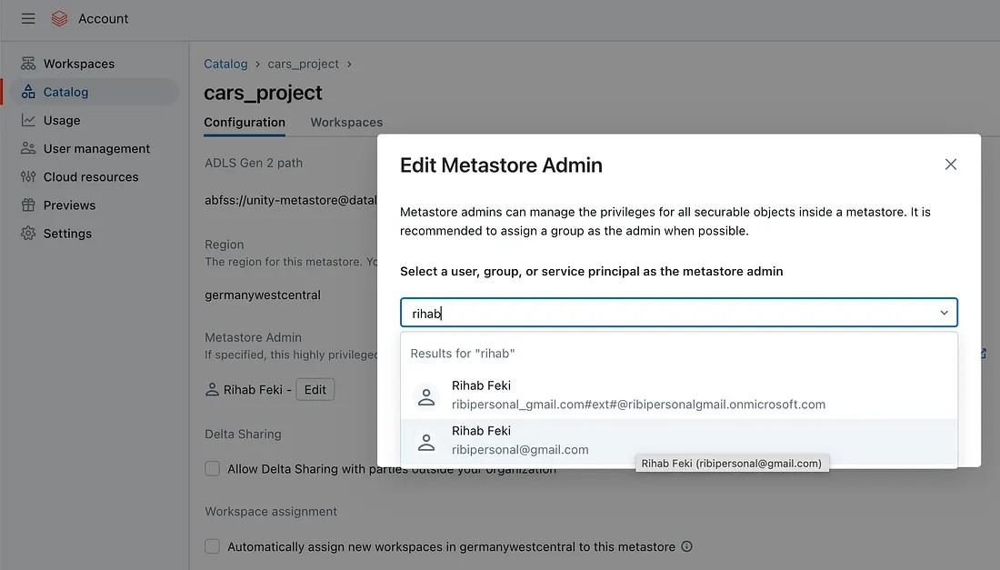 Account
Workspaces
Catalog
Usage
User management
Cloud resources
Previews
Settings
Catalog › cars_project ›
cars_project
Configuration Workspaces
ADLS Gen 2 path
abfss://unity-metastore@datal
Region
The region for this metastore.
germanywestcentral
Metastore Admin
If specified, this highly privileged
Rihab Feki - Edit
Delta Sharing
Allow Delta Sharing with parties outside your organization
Workspace assignment
Automatically assign new workspaces in germanywestcentral to this metastore
Edit Metastore Admin
Metastore admins can manage the privileges for all securable objects inside a metastore. It is
recommended to assign a group as the admin when possible.
Select a user, group, or service principal as the metastore admin
rihab
Results for "rihab"
Rihab Feki
ribipersonal_gmail.com#ext#@ribipersonalgmail.onmicrosoft.com
Rihab Feki
ribipersonal@gmail.com
Rihab Feki (ribipersonal@gmail.com)